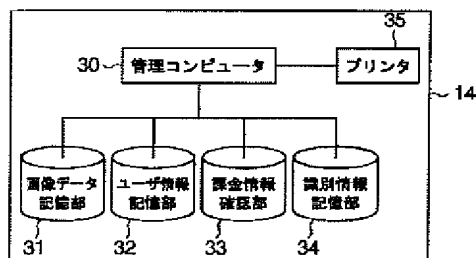 35
30
管理コンピュータ
プリンタ
14
画像データ
記憶部
ユーザ情報
記憶部
課金情報
確認部
識別情報
記憶部
31
32
33
34